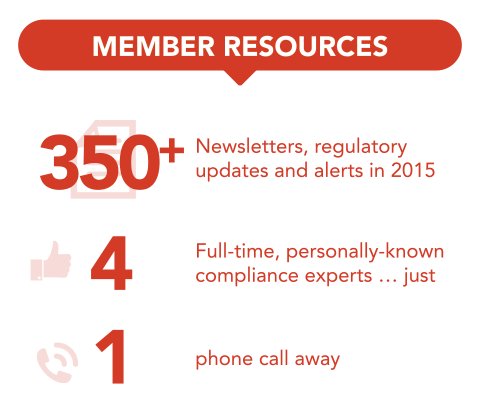 MEMBER RESOURCES
350+
Newsletters, regulatory
updates and alerts in 2015
4
Full-time, personally-known
compliance experts … just
1
phone call away